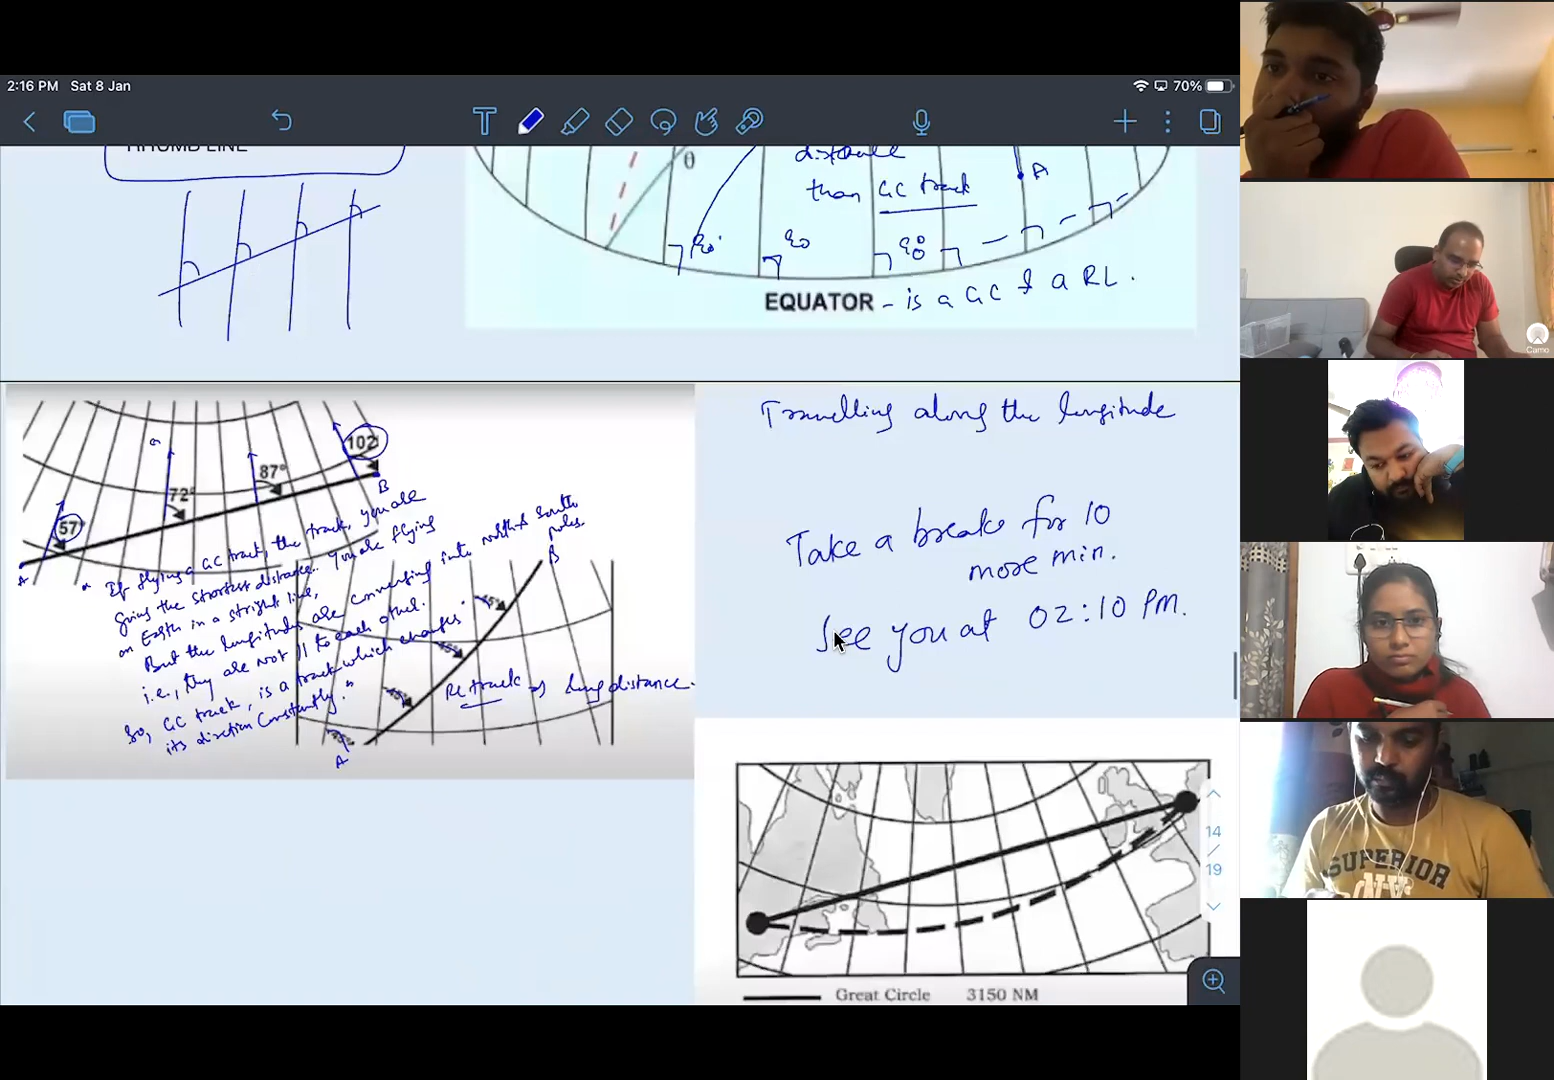 2:16 PM Sat 8 Jan
70%
RHUMB LINE
θ
distance
than GC track
A
90°
90
90°
EQUATOR - is a GC & a RL.
102
87°
72°
57°
B
A
" If flying a GC track, the track, you are
flying the shortest distance. You are flying
on Earth in a straight line,
But the longitudes are converging into north & south
poles.
i.e., they are not || to each other.
So, GC track, is a track which changes
its direction constantly."
B
45°
45°
45°
45°
A
RL track → long distance.
Travelling along the longitude
Take a break for 10
more min.
See you at 02:10 PM.
14
19
Great Circle 3150 NM
Camo
SUPERIOR